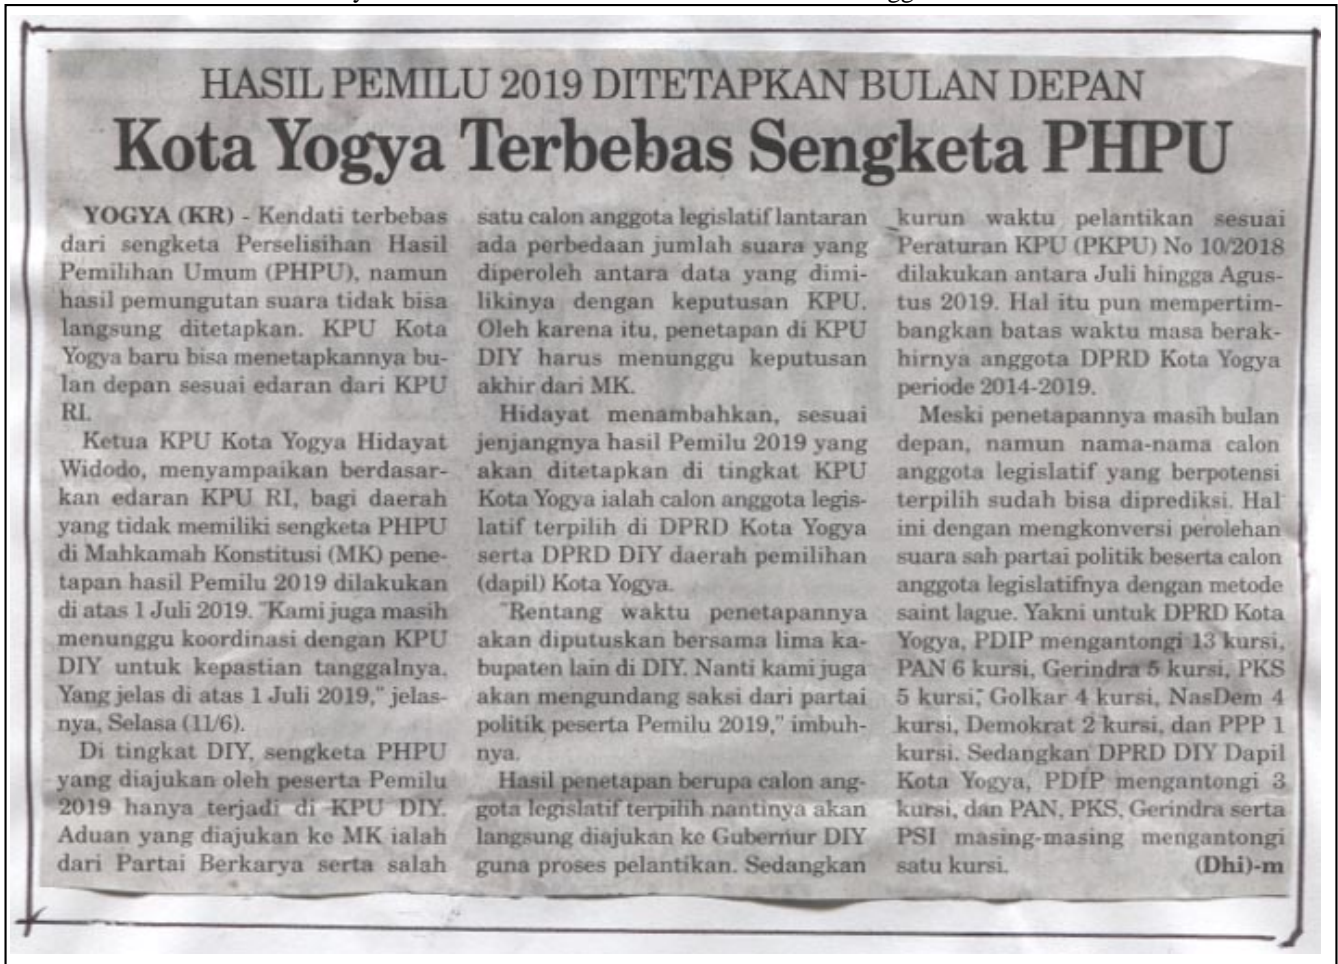 HASIL PEMILU 2019 DITETAPKAN BULAN DEPAN
Kota Yogya Terbebas Sengketa PHPU
YOGYA (KR) - Kendati terbebas
dari sengketa Perselisihan Hasil
Pemilihan Umum (PHPU), namun
hasil pemungutan suara tidak bisa
langsung ditetapkan. KPU Kota
Yogya baru bisa menetapkannya bu-
lan depan sesuai edaran dari KPU
RI.
Ketua KPU Kota Yogya Hidayat
Widodo, menyampaikan berdasar-
kan edaran KPU RI, bagi daerah
yang tidak memiliki sengketa PHPU
di Mahkamah Konstitusi (MK) pene-
tapan hasil Pemilu 2019 dilakukan
di atas 1 Juli 2019. "Kami juga masih
menunggu koordinasi dengan KPU
DIY untuk kepastian tanggalnya.
Yang jelas di atas 1 Juli 2019," jelas-
nya, Selasa (11/6).
Di tingkat DIY, sengketa PHPU
yang diajukan oleh peserta Pemilu
2019 hanya terjadi di KPU DIY.
Aduan yang diajukan ke MK ialah
dari Partai Berkarya serta salah
satu calon anggota legislatif lantaran
ada perbedaan jumlah suara yang
diperoleh antara data yang dimi-
likinya dengan keputusan KPU.
Oleh karena itu, penetapan di KPU
DIY harus menunggu keputusan
akhir dari MK.
Hidayat menambahkan, sesuai
jenjangnya hasil Pemilu 2019 yang
akan ditetapkan di tingkat KPU
Kota Yogya ialah calon anggota legis-
latif terpilih di DPRD Kota Yogya
serta DPRD DIY daerah pemilihan
(dapil) Kota Yogya.
"Rentang waktu penetapannya
akan diputuskan bersama lima ka-
bupaten lain di DIY. Nanti kami juga
akan mengundang saksi dari partai
politik peserta Pemilu 2019," imbuh-
nya.
Hasil penetapan berupa calon ang-
gota legislatif terpilih nantinya akan
langsung diajukan ke Gubernur DIY
guna proses pelantikan. Sedangkan
kurun waktu pelantikan sesuai
Peraturan KPU (PKPU) No 10/2018
dilakukan antara Juli hingga Agus-
tus 2019. Hal itu pun mempertim-
bangkan batas waktu masa berak-
hirnya anggota DPRD Kota Yogya
periode 2014-2019.
Meski penetapannya masih bulan
depan, namun nama-nama calon
anggota legislatif yang berpotensi
terpilih sudah bisa diprediksi. Hal
ini dengan mengkonversi perolehan
suara sah partai politik beserta calon
anggota legislatifnya dengan metode
saint lague. Yakni untuk DPRD Kota
Yogya, PDIP mengantongi 13 kursi,
PAN 6 kursi, Gerindra 5 kursi, PKS
5 kursi, Golkar 4 kursi, NasDem 4
kursi, Demokrat 2 kursi, dan PPP 1
kursi. Sedangkan DPRD DIY Dapil
Kota Yogya, PDIP mengantongi 3
kursi, dan PAN, PKS, Gerindra serta
PSI masing-masing mengantongi
satu kursi. (Dhi)-m